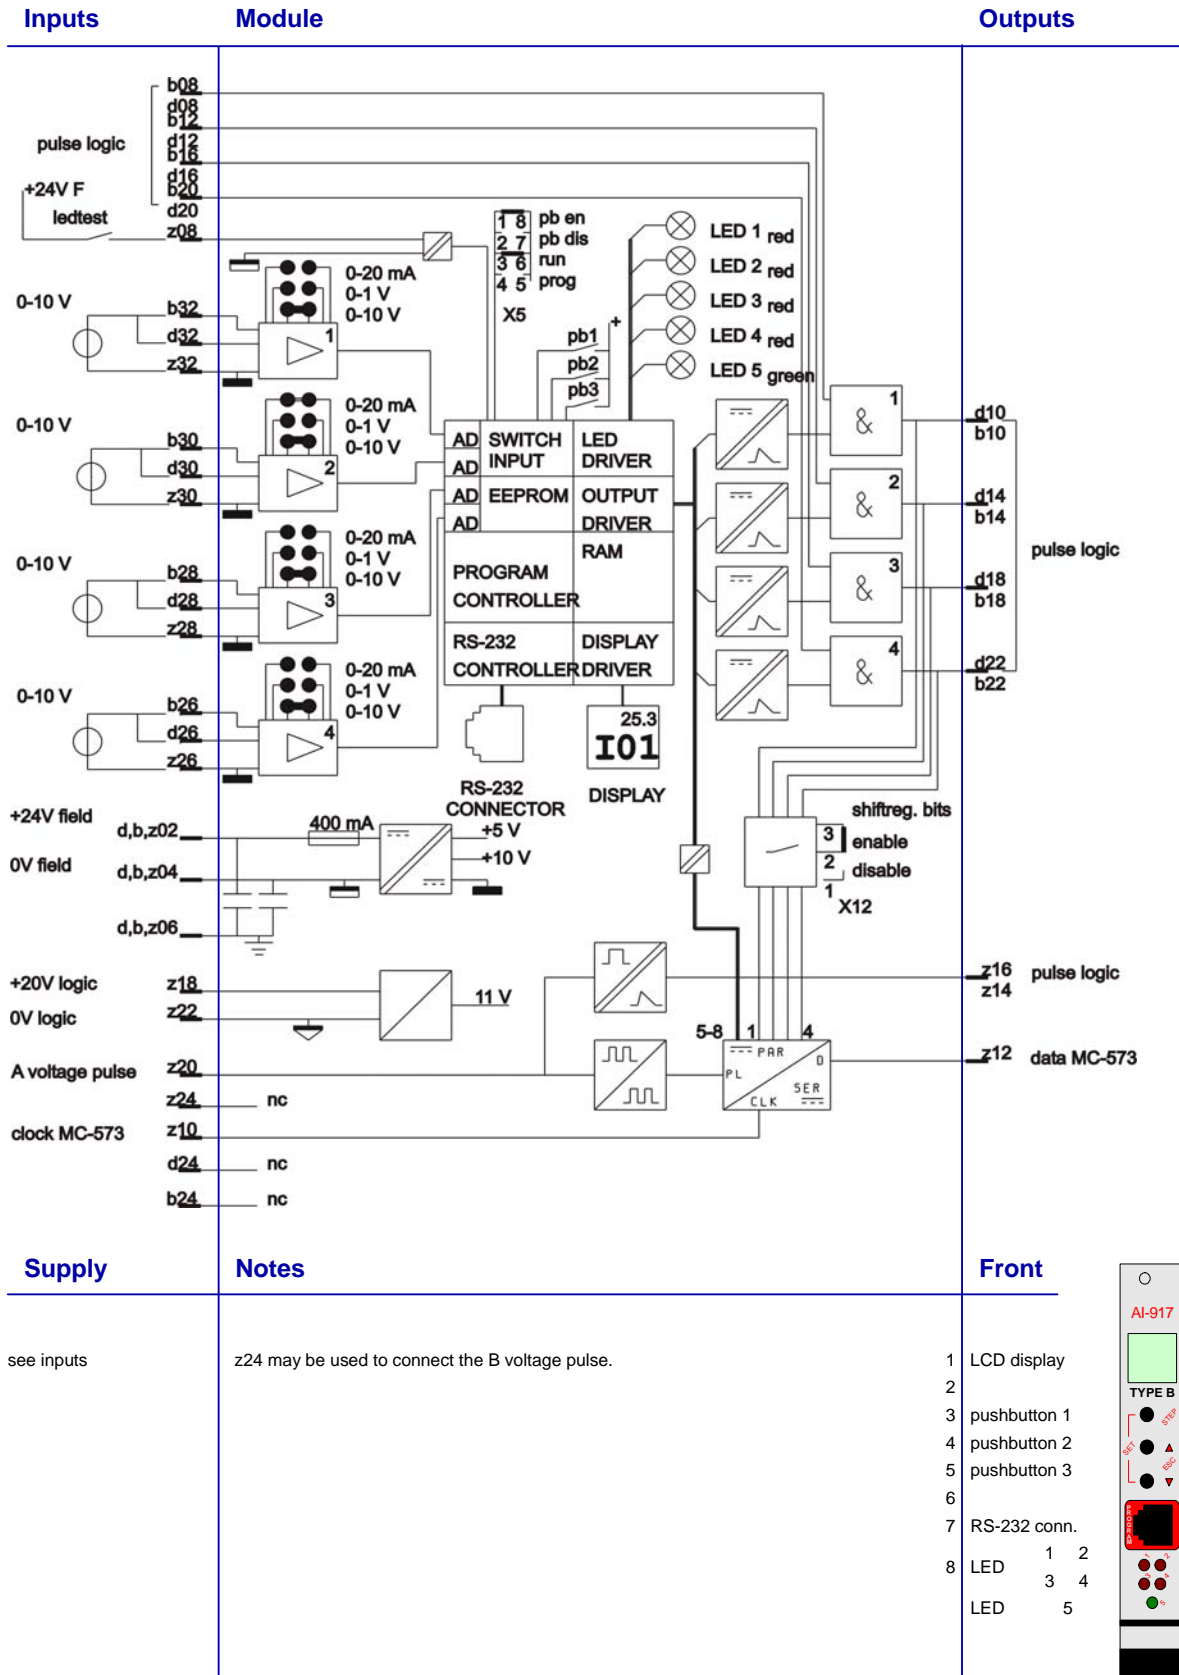 Inputs Module Outputs
b08
d08
b12
pulse logic d12
b16
d16
+24V F b20
ledtest d20
z08
1 8 pb en
2 7 pb dis
3 6 run
4 5 prog
X5
LED 1 red
LED 2 red
LED 3 red
LED 4 red
LED 5 green
pb1 +
pb2
pb3
0-10 V
b32
d32
z32
0-20 mA
0-1 V
0-10 V
1
0-10 V
b30
d30
z30
0-20 mA
0-1 V
0-10 V
2
0-10 V
b28
d28
z28
0-20 mA
0-1 V
0-10 V
3
0-10 V
b26
d26
z26
0-20 mA
0-1 V
0-10 V
4
AD
AD
AD
AD
SWITCH
INPUT
LED
DRIVER
EEPROM
OUTPUT
DRIVER
RAM
PROGRAM
CONTROLLER
RS-232
CONTROLLER
DISPLAY
DRIVER
25.3
I01
RS-232
CONNECTOR
DISPLAY
1
&
2
&
3
&
4
&
d10
b10
d14
b14
d18
b18
d22
b22
pulse logic
+24V field d,b,z02 400 mA +5 V
+10 V
0V field d,b,z04
d,b,z06
shiftreg. bits
3 enable
2 disable
1 X12
+20V logic z18
11 V
0V logic z22
z16 pulse logic
z14
A voltage pulse z20
5-8 1 4
PAR D
PL
SER
CLK
z12 data MC-573
z24 nc
clock MC-573 z10
d24 nc
b24 nc
Supply Notes Front
see inputs z24 may be used to connect the B voltage pulse.
1 LCD display
2
3 pushbutton 1
4 pushbutton 2
5 pushbutton 3
6
7 RS-232 conn.
1 2
8 LED
3 4
LED 5
AI-917
TYPE B
STEP
SET
ESC
PROGRAM
1 2
3 4
5